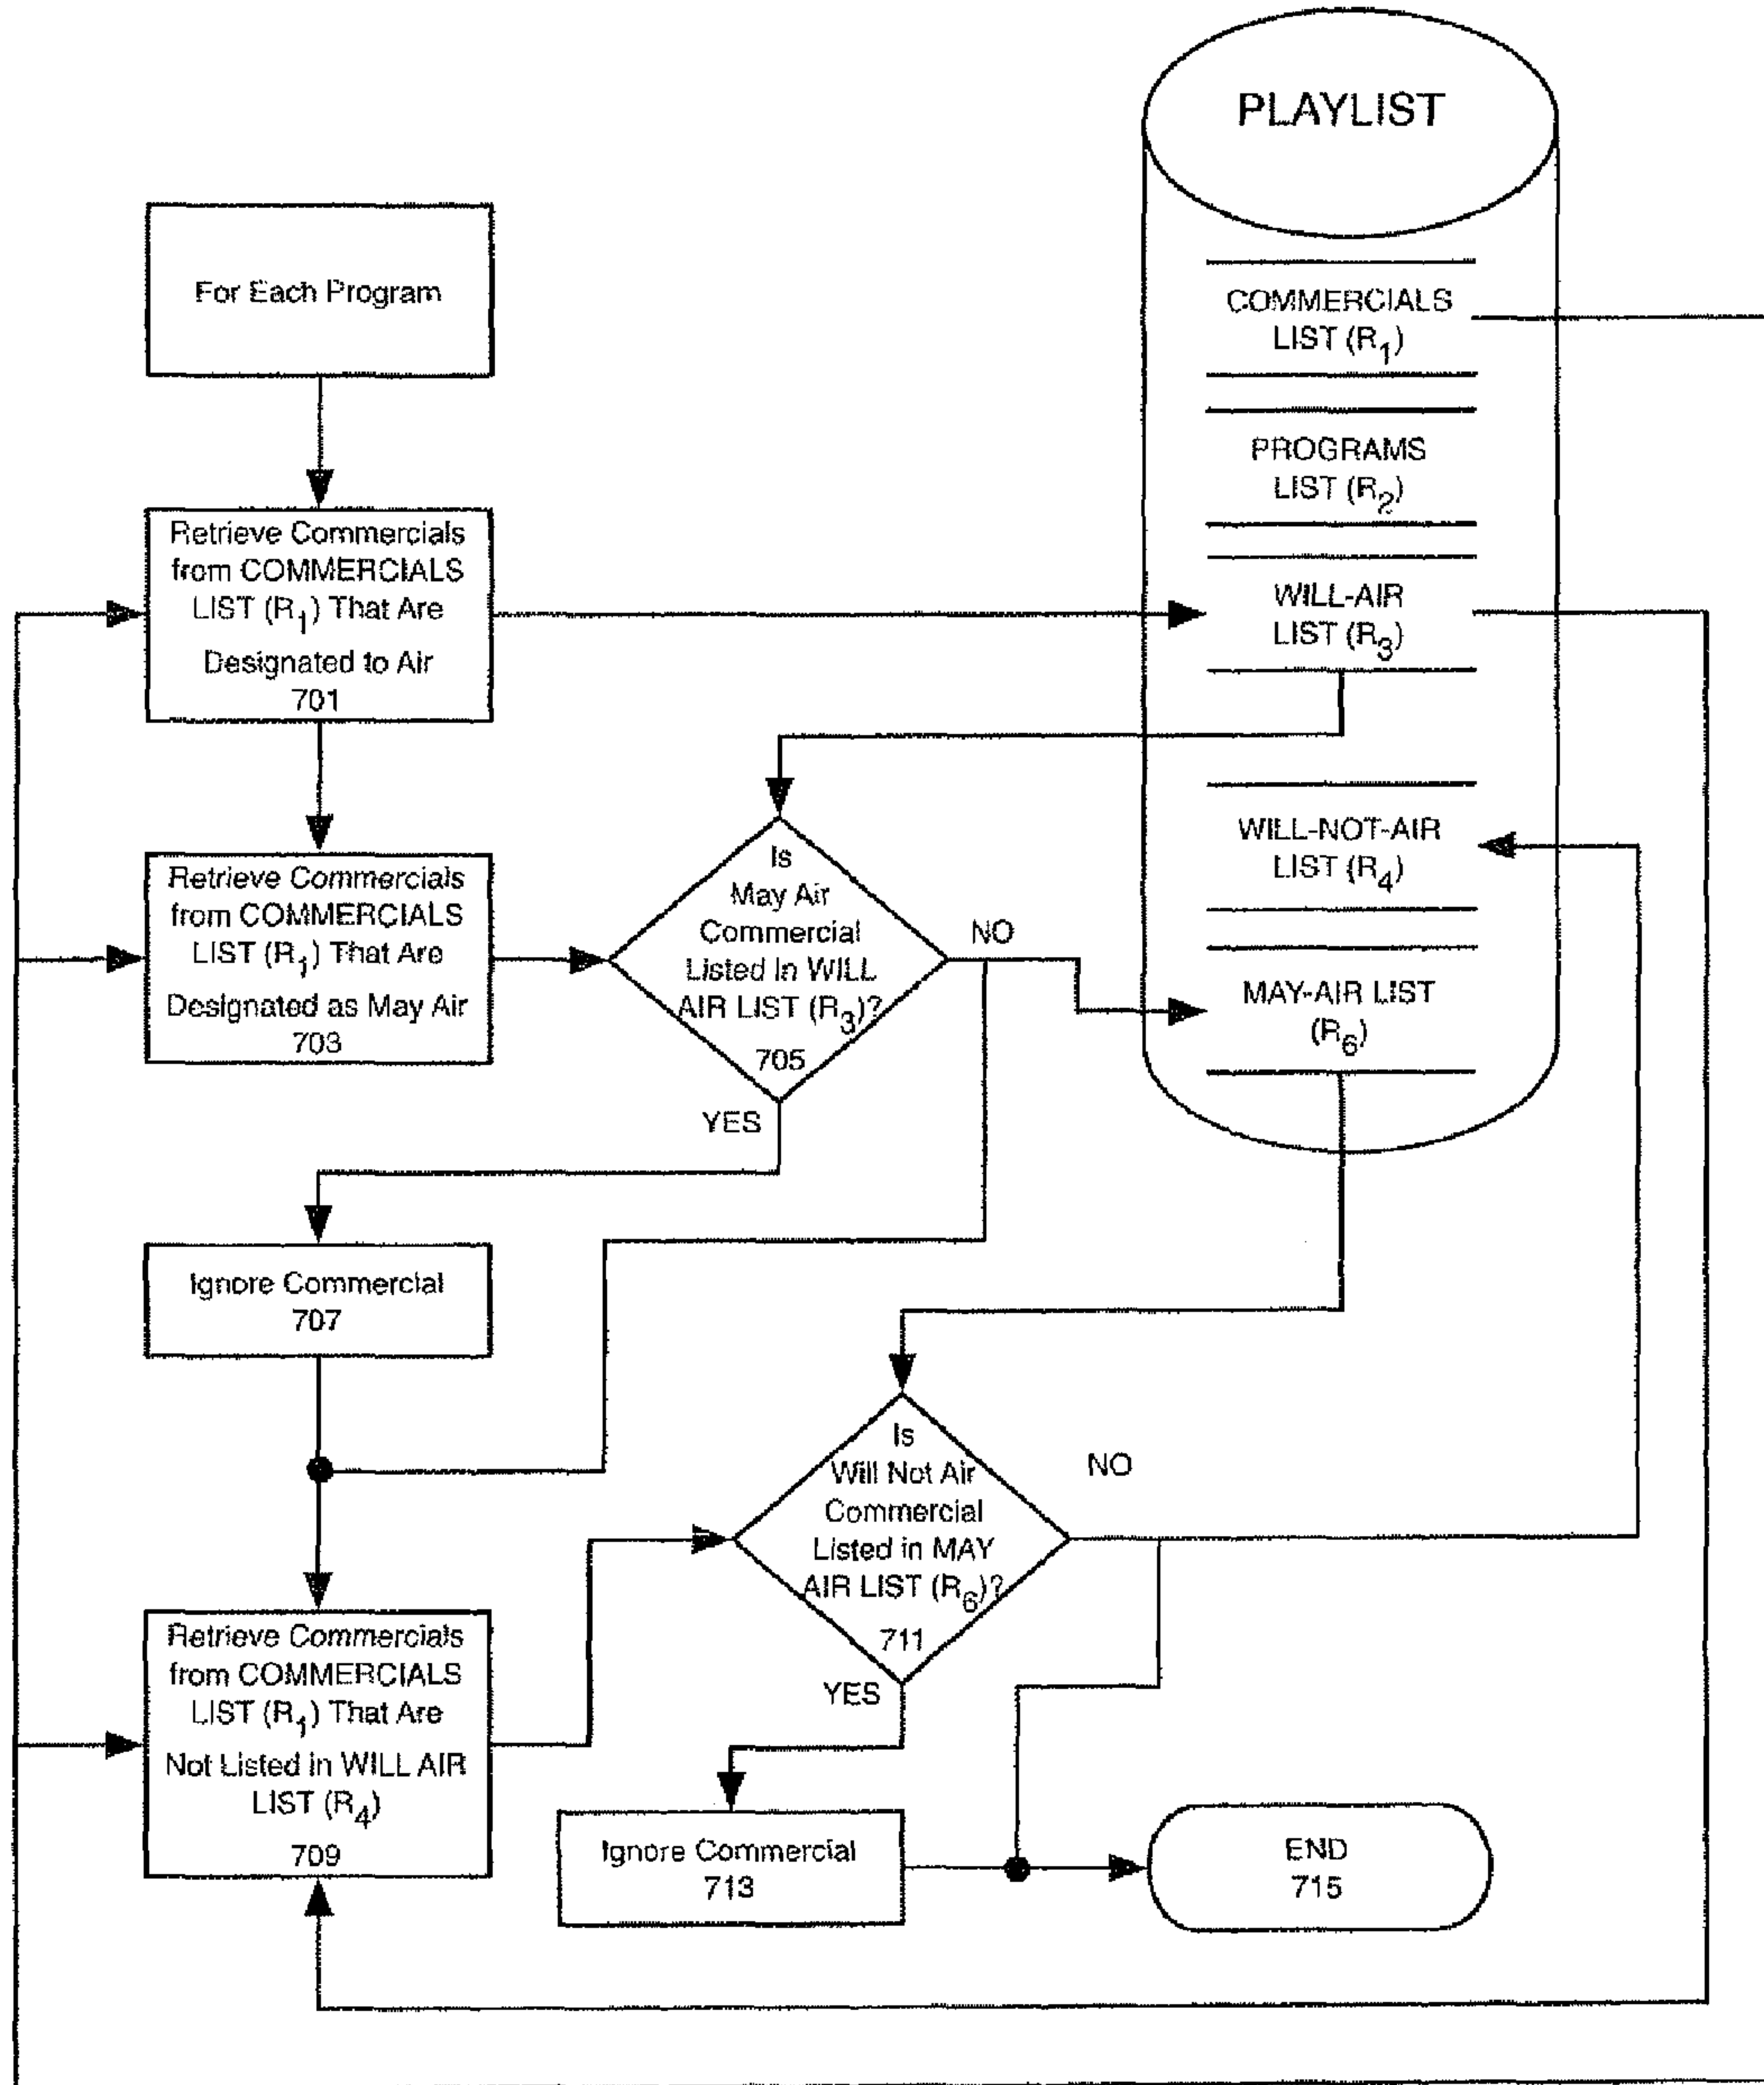 PLAYLIST
For Each Program
COMMERCIALS
LIST (R1)
PROGRAMS
LIST (R2)
Retrieve Commercials
from COMMERCIALS
LIST (R1) That Are
Designated to Air
701
WILL-AIR
LIST (R3)
Retrieve Commercials
from COMMERCIALS
LIST (R1) That Are
Designated as May Air
703
Is
May Air
Commercial
Listed in WILL
AIR LIST (R3)?
705
NO
YES
WILL-NOT-AIR
LIST (R4)
MAY-AIR LIST
(R6)
Ignore Commercial
707
Is
Will Not Air
Commercial
Listed in MAY
AIR LIST (R6)?
711
NO
YES
Retrieve Commercials
from COMMERCIALS
LIST (R1) That Are
Not Listed in WILL AIR
LIST (R4)
709
Ignore Commercial
713
END
715